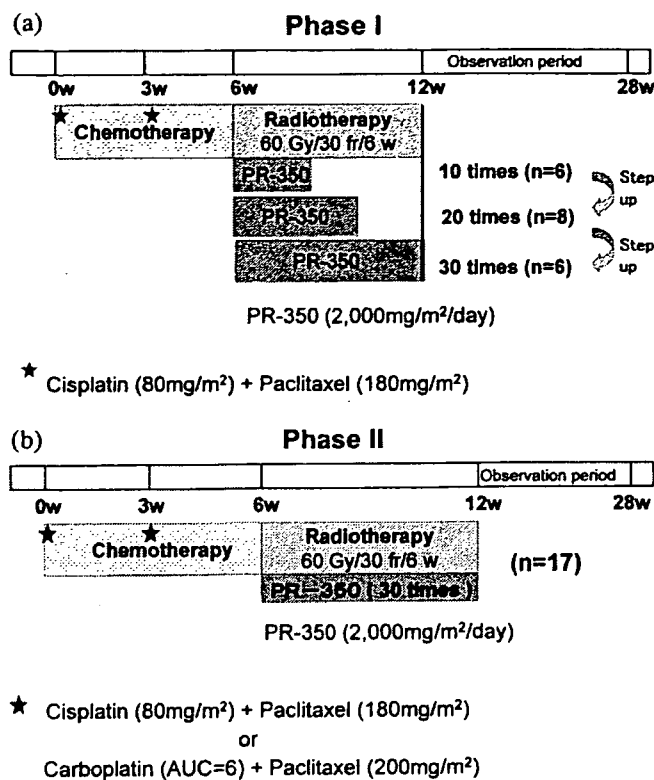 (a)
Phase I
Observation period
0w 3w 6w 12w 28w
★ ★
Chemotherapy
Radiotherapy
60 Gy/30 fr/6 w
PR-350
10 times (n=6)
Step
up
PR-350
20 times (n=8)
Step
up
PR-350
30 times (n=6)
PR-350 (2,000mg/m²/day)
★ Cisplatin (80mg/m²) + Paclitaxel (180mg/m²)
(b)
Phase II
Observation period
0w 3w 6w 12w 28w
★ ★
Chemotherapy
Radiotherapy
60 Gy/30 fr/6 w
(n=17)
PR-350 ( 30 times )
PR-350 (2,000mg/m²/day)
★ Cisplatin (80mg/m²) + Paclitaxel (180mg/m²)
or
Carboplatin (AUC=6) + Paclitaxel (200mg/m²)